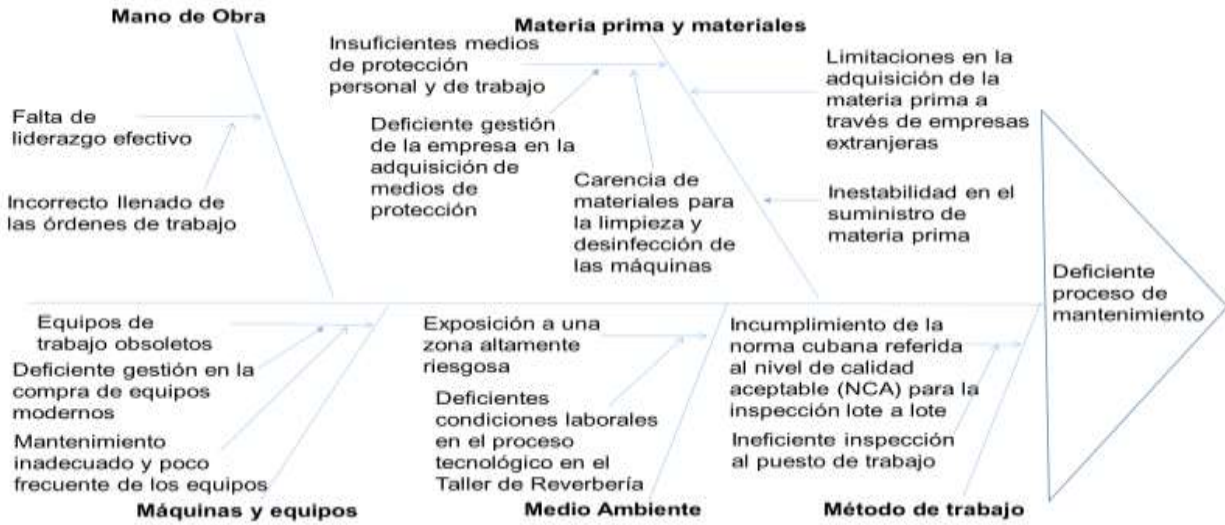 Mano de Obra
Materia prima y materiales
Falta de
liderazgo efectivo
Incorrecto llenado de
las órdenes de trabajo
Insuficientes medios
de protección
personal y de trabajo
Deficiente gestión
de la empresa en la
adquisición de
medios de
protección
Carencia de
materiales para
la limpieza y
desinfección de
las máquinas
Limitaciones en la
adquisición de la
materia prima a
través de empresas
extranjeras
Inestabilidad en el
suministro de
materia prima
Deficiente
proceso de
mantenimiento
Equipos de
trabajo obsoletos
Deficiente gestión en la
compra de equipos
modernos
Mantenimiento
inadecuado y poco
frecuente de los equipos
Máquinas y equipos
Exposición a una
zona altamente
riesgosa
Deficientes
condiciones laborales
en el proceso
tecnológico en el
Taller de Reverbería
Medio Ambiente
Incumplimiento de la
norma cubana referida
al nivel de calidad
aceptable (NCA) para la
inspección lote a lote
Ineficiente inspección
al puesto de trabajo
Método de trabajo